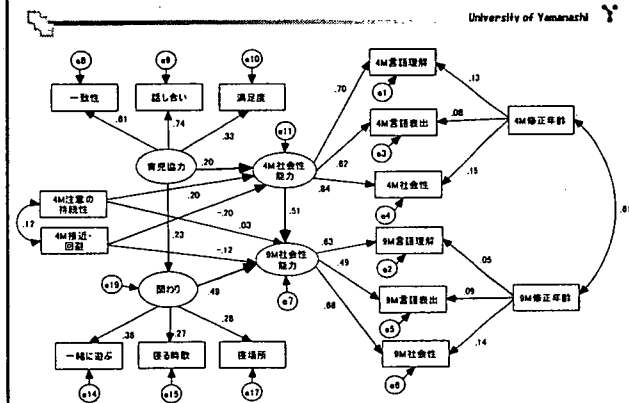 University of Yamanashi
e8
e9
e10
一致性
話し合い
満足度
.61
.74
.33
育児協力
.20
e11
4M社会性
能力
4M注意の
持続性
4M接近・
回避
.12
.20
-.20
.03
-.12
.23
.51
e19
関わり
.49
9M社会性
能力
e7
.36
.27
.28
一緒に遊ぶ
寝る時数
寝場所
e14
e15
e17
.70
.62
.84
4M言語理解
e1
4M言語表出
e3
4M社会性
e4
.13
.08
.15
4M修正年齢
.63
.49
.68
9M言語理解
e2
9M言語表出
e5
9M社会性
e6
.05
.09
.14
9M修正年齢